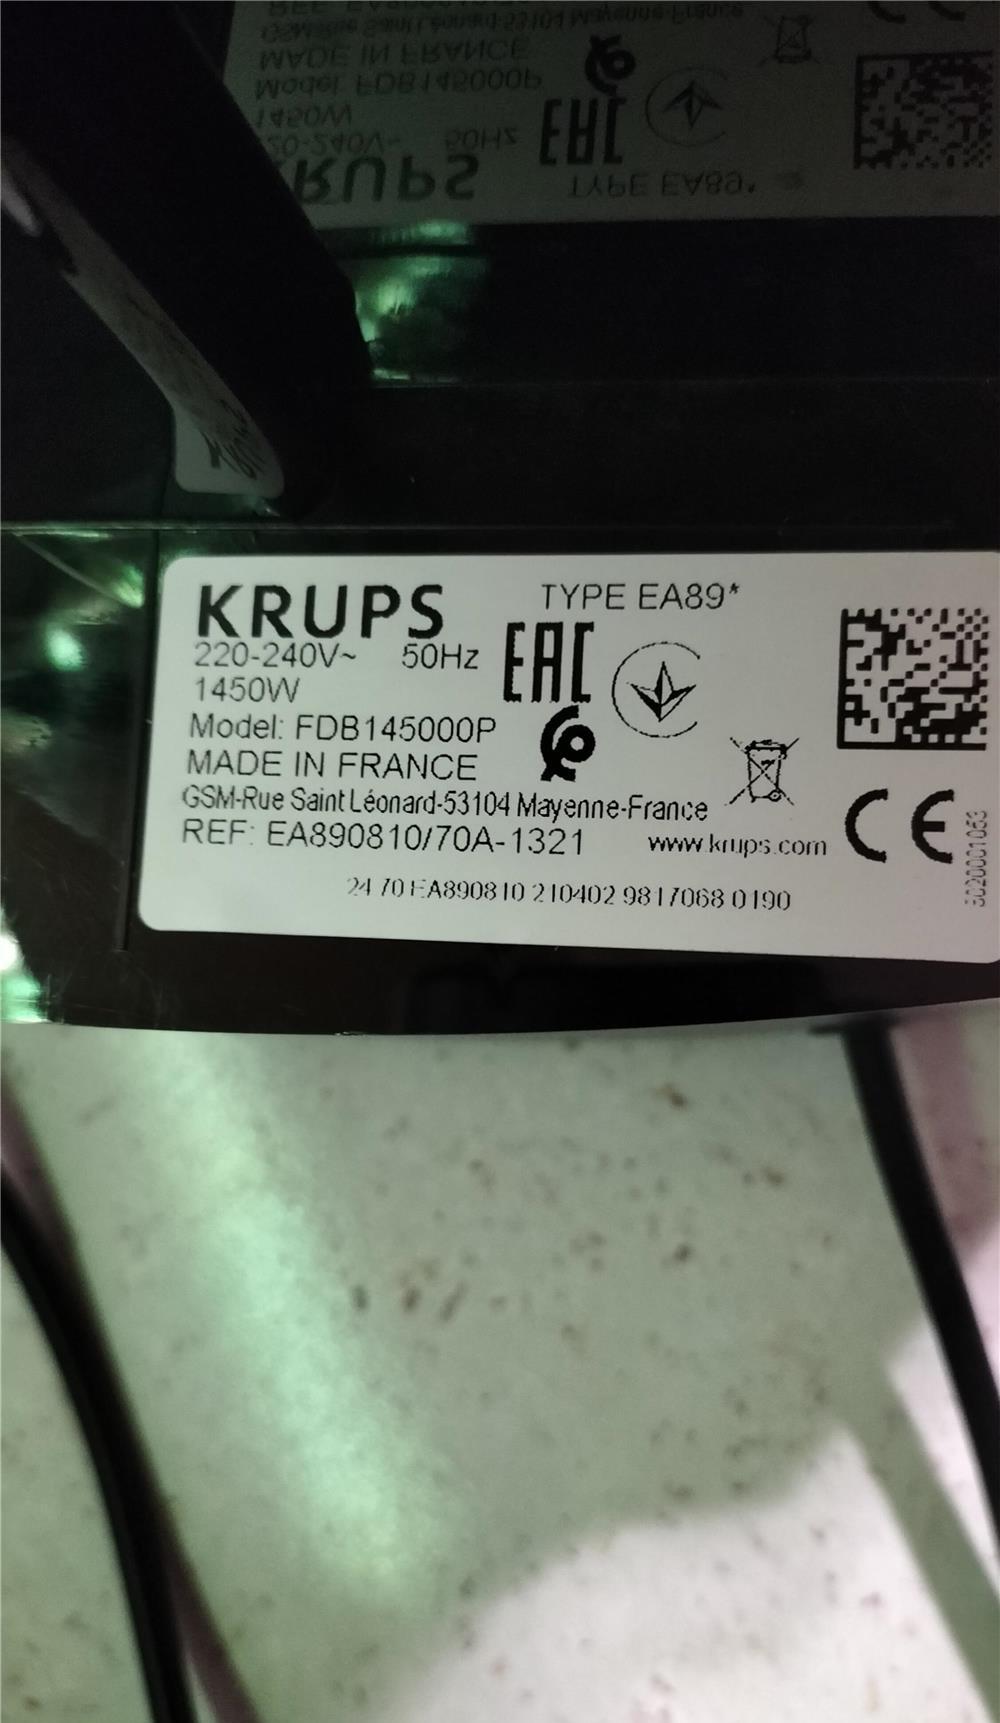 KRUPS TYPE EA89*
220-240V~ 50Hz EAC
1450W
Model: FDB145000P
MADE IN FRANCE
GSM-Rue Saint Léonard-53104 Mayenne-France
REF: EA890810/70A-1321 www.krups.com CE
24 70 EA890810 210402 9817068 0190